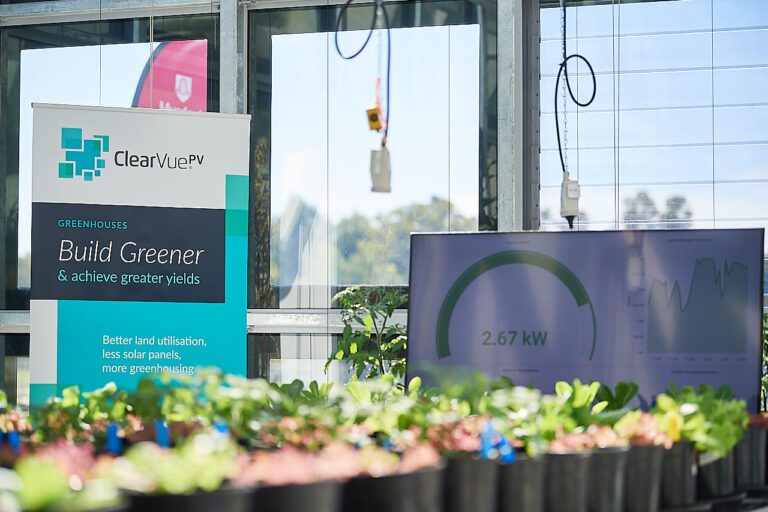 ClearVuePV
GREENHOUSES
Build Greener
& achieve greater yields
Better land utilisation,
less solar panels,
more greenhousing
2.67 kW